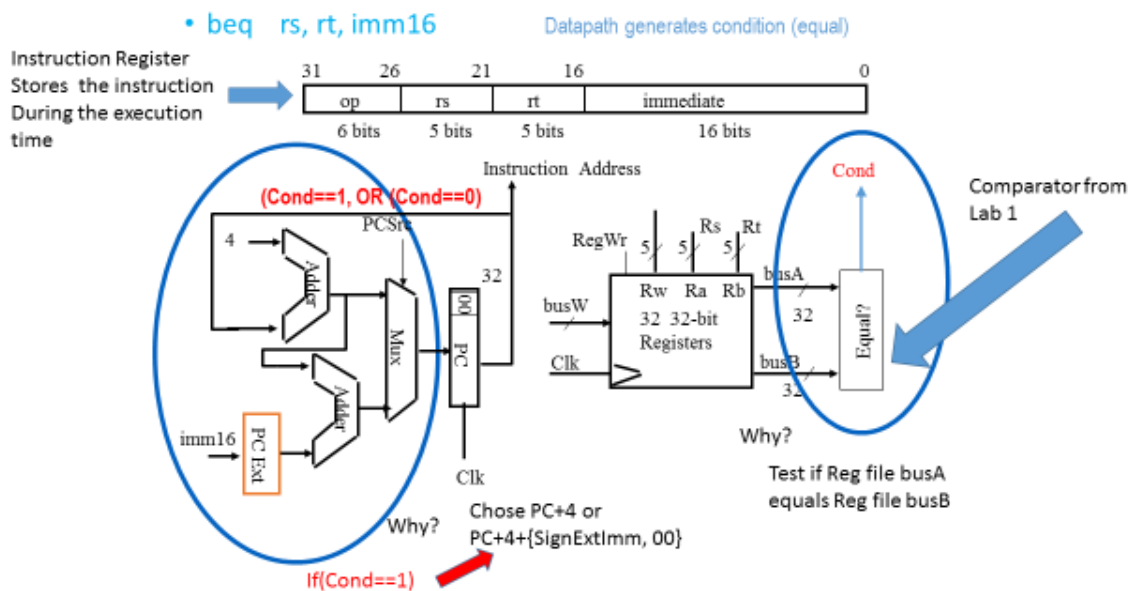 • beq rs, rt, imm16
Datapath generates condition (equal)
Instruction Register
Stores the instruction
During the execution
time
31 26 21 16 0
op rs rt immediate
6 bits 5 bits 5 bits 16 bits
Instruction Address
(Cond==1, OR (Cond==0)
PCSrc
4
Adder
32
Mux
00
PC
Adder
imm16
PC Ext
Clk
Cond
Comparator from
Lab 1
Rs Rt
RegWr 5 5 5
busA
Rw Ra Rb
busW
32 32-bit
Registers
32
Equal?
Clk
busB
32
Why?
Test if Reg file busA
equals Reg file busB
Why?
Chose PC+4 or
PC+4+{SignExtImm, 00}
If(Cond==1)